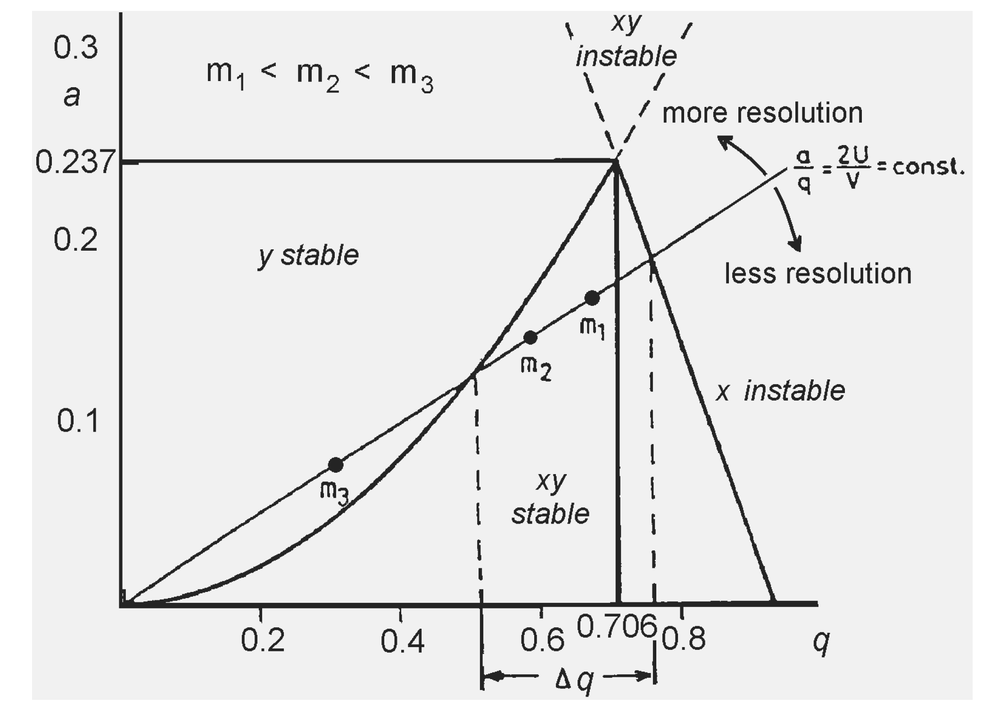 xy
instable
0.3
m1 < m2 < m3
a
more resolution
0.237
a/q = 2U/V = const.
0.2
y stable
less resolution
m1
m2
x instable
0.1
m3
xy
stable
0.2
0.4
0.6
0.706
0.8
q
Δq